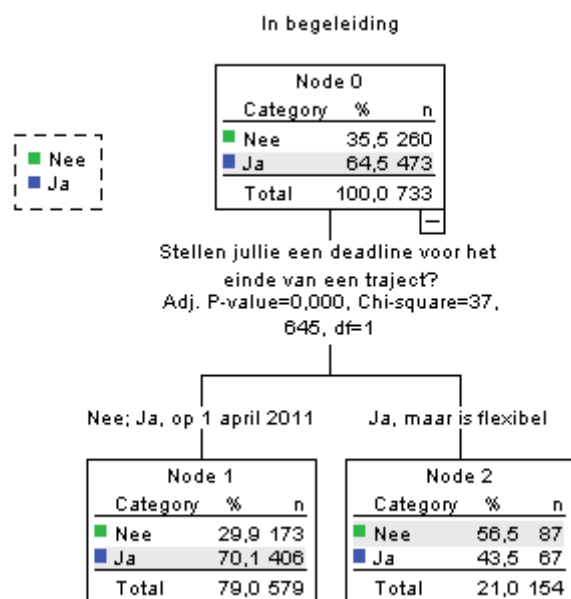 In begeleiding
Node 0
Category % n
Nee 35,5 260
Ja 64,5 473
Total 100,0 733
Nee
Ja
Stellen jullie een deadline voor het
einde van een traject?
Adj. P-value=0,000, Chi-square=37,
645, df=1
Nee; Ja, op 1 april 2011
Ja, maar is flexibel
Node 1
Category % n
Nee 29,9 173
Ja 70,1 406
Total 79,0 579
Node 2
Category % n
Nee 56,5 87
Ja 43,5 67
Total 21,0 154